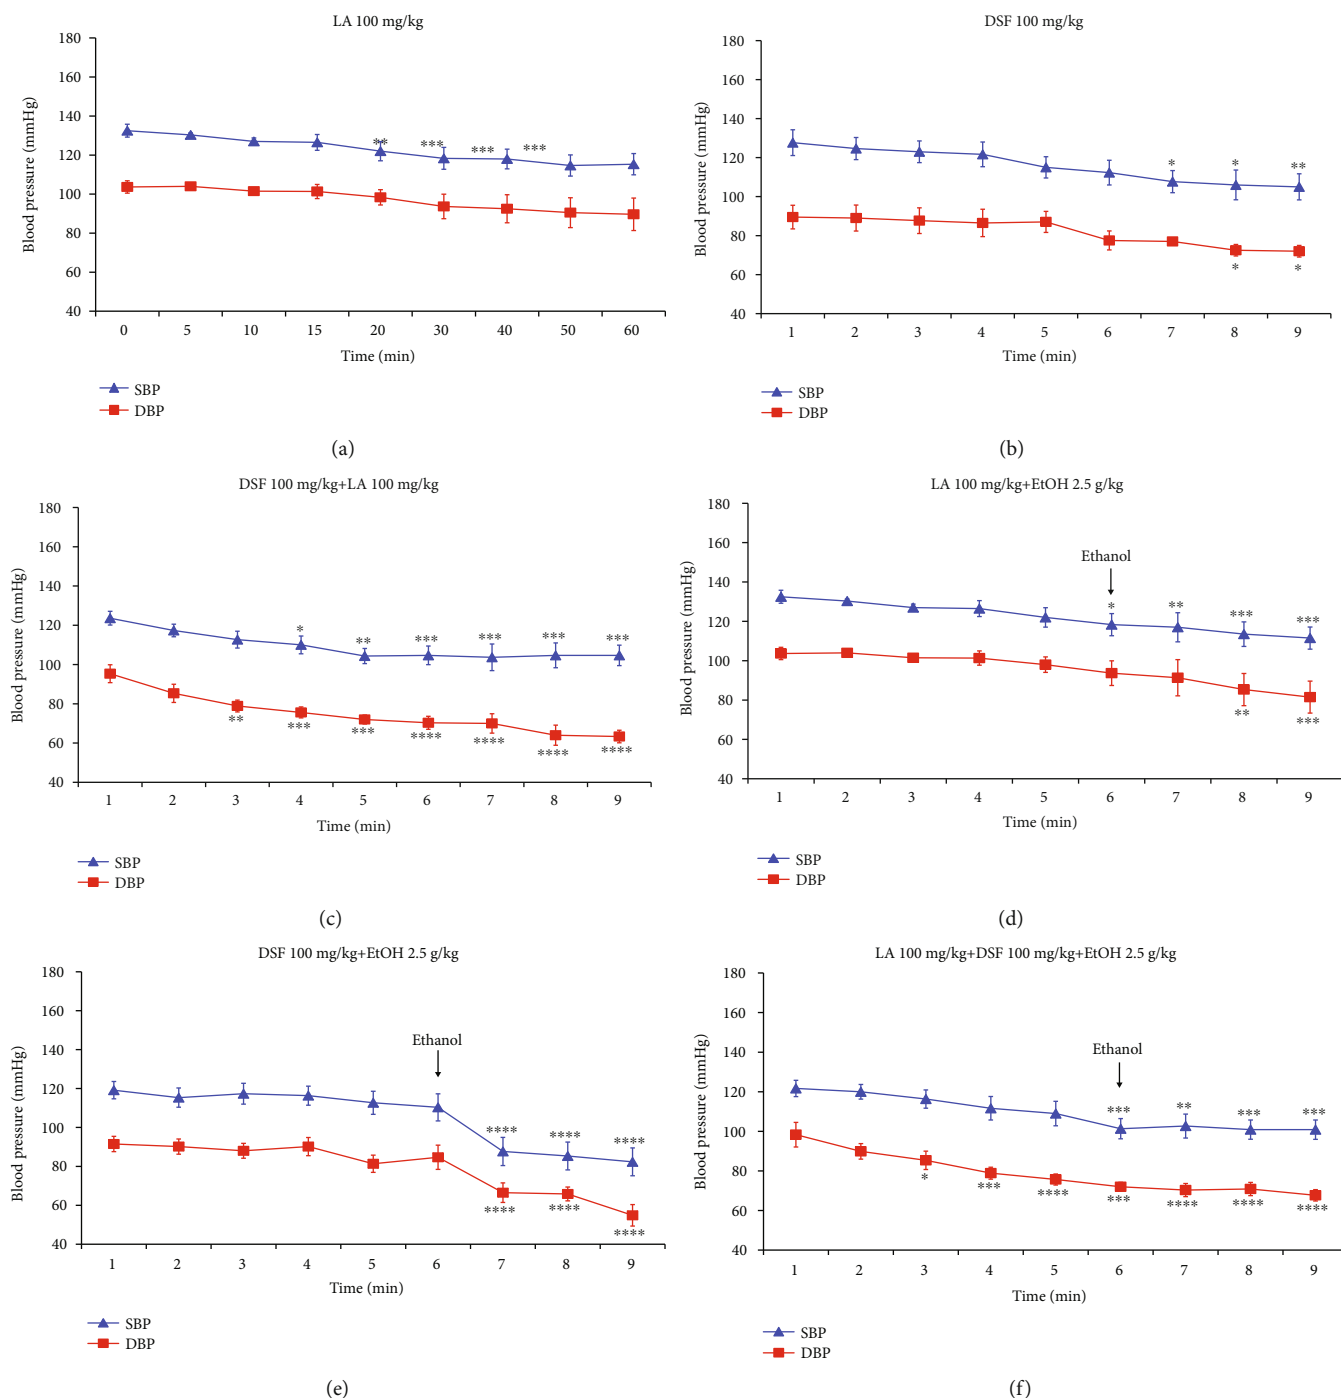 LA 100 mg/kg
180
160
140
120
100
80
60
40
Blood pressure (mmHg)
** *** *** ***
0 5 10 15 20 30 40 50 60
Time (min)
SBP
DBP
(a)
DSF 100 mg/kg
180
160
140
120
100
80
60
40
Blood pressure (mmHg)
* * **
* *
1 2 3 4 5 6 7 8 9
Time (min)
SBP
DBP
(b)
DSF 100 mg/kg+LA 100 mg/kg
180
160
140
120
100
80
60
40
Blood pressure (mmHg)
* ** *** *** *** ***
** *** *** **** **** **** ****
1 2 3 4 5 6 7 8 9
Time (min)
SBP
DBP
(c)
LA 100 mg/kg+EtOH 2.5 g/kg
180
160
140
120
100
80
60
40
Blood pressure (mmHg)
Ethanol
* ** *** ***
** ***
1 2 3 4 5 6 7 8 9
Time (min)
SBP
DBP
(d)
DSF 100 mg/kg+EtOH 2.5 g/kg
180
160
140
120
100
80
60
40
Blood pressure (mmHg)
Ethanol
**** **** ****
**** **** ****
1 2 3 4 5 6 7 8 9
Time (min)
SBP
DBP
(e)
LA 100 mg/kg+DSF 100 mg/kg+EtOH 2.5 g/kg
180
160
140
120
100
80
60
40
Blood pressure (mmHg)
Ethanol
*** ** *** ***
* *** **** *** **** **** ****
1 2 3 4 5 6 7 8 9
Time (min)
SBP
DBP
(f)